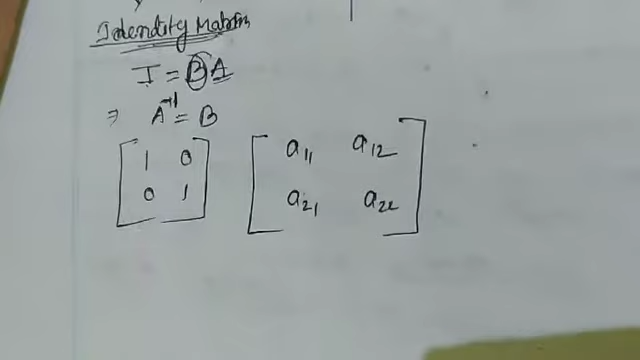 Identity Matrix
I = BA
⇒ A⁻¹ = B
[1 0 [a₁₁ a₁₂
0 1] a₂₁ a₂₂]